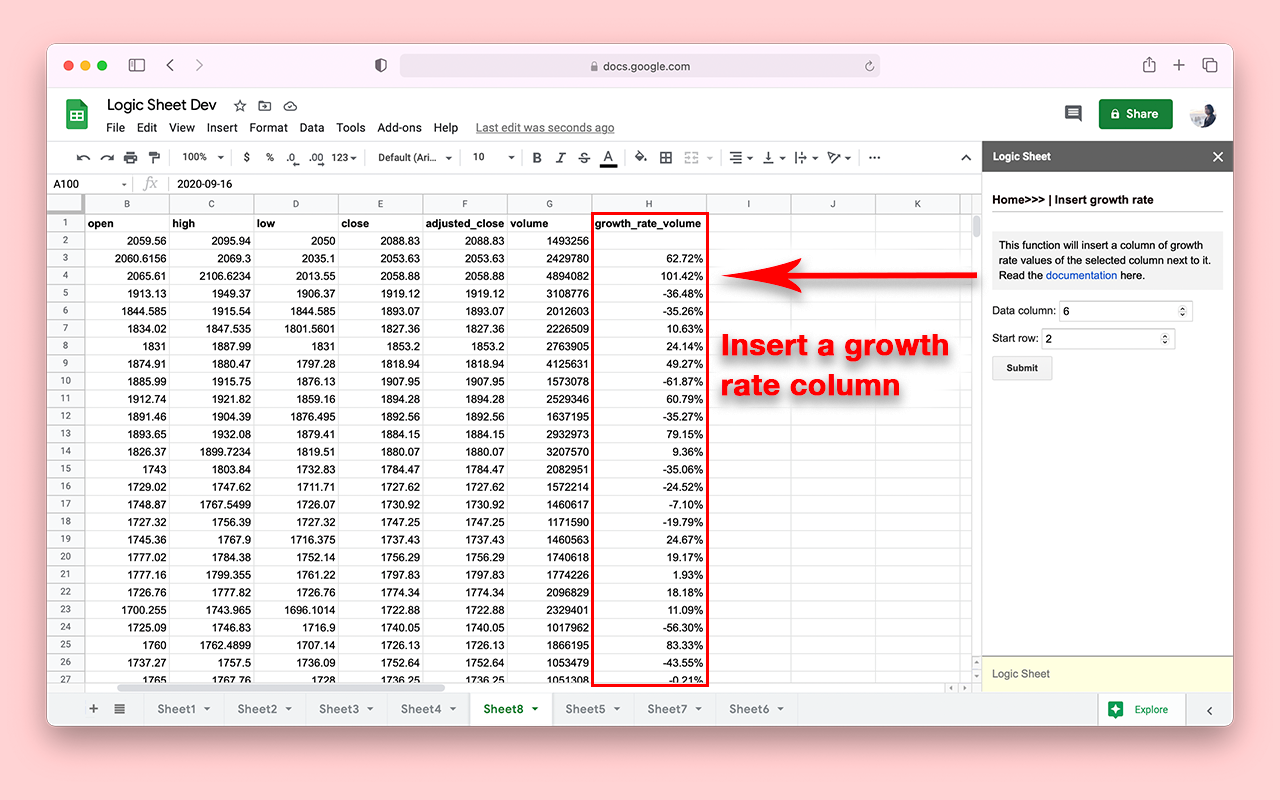 docs.google.com
Logic Sheet Dev
File Edit View Insert Format Data Tools Add-ons Help Last edit was seconds ago
Share
100% $ % .0 .00 123 Default (Ari... 10 B I S A
A100 fx 2020-09-16
B C D E F G H I J K
1 open high low close adjusted_close volume growth_rate_volume
2 2059.56 2095.94 2050 2088.83 2088.83 1493256
3 2060.6156 2069.3 2035.1 2053.63 2053.63 2429780 62.72%
4 2065.61 2106.6234 2013.55 2058.88 2058.88 4894082 101.42%
5 1913.13 1949.37 1906.37 1919.12 1919.12 3108776 -36.48%
6 1844.585 1915.54 1844.585 1893.07 1893.07 2012603 -35.26%
7 1834.02 1847.535 1801.5601 1827.36 1827.36 2226509 10.63%
8 1831 1887.99 1831 1853.2 1853.2 2763905 24.14%
9 1874.91 1880.47 1797.28 1818.94 1818.94 4125631 49.27%
10 1885.99 1915.75 1876.13 1907.95 1907.95 1573078 -61.87%
11 1912.74 1921.82 1859.16 1894.28 1894.28 2529346 60.79%
12 1891.46 1904.39 1876.495 1892.56 1892.56 1637195 -35.27%
13 1893.65 1932.08 1879.41 1884.15 1884.15 2932973 79.15%
14 1826.37 1899.7234 1819.51 1880.07 1880.07 3207570 9.36%
15 1743 1803.84 1732.83 1784.47 1784.47 2082951 -35.06%
16 1729.02 1747.62 1711.71 1727.62 1727.62 1572214 -24.52%
17 1748.87 1767.5499 1726.07 1730.92 1730.92 1460617 -7.10%
18 1727.32 1756.39 1727.32 1747.25 1747.25 1171590 -19.79%
19 1745.36 1767.9 1716.375 1737.43 1737.43 1460563 24.67%
20 1777.02 1784.38 1752.14 1756.29 1756.29 1740618 19.17%
21 1777.16 1799.355 1761.22 1797.83 1797.83 1774226 1.93%
22 1726.76 1777.82 1726.76 1774.34 1774.34 2096829 18.18%
23 1700.255 1743.965 1696.1014 1722.88 1722.88 2329401 11.09%
24 1725.09 1746.83 1716.9 1740.05 1740.05 1017962 -56.30%
25 1760 1762.4899 1707.14 1726.13 1726.13 1866195 83.33%
26 1737.27 1757.5 1736.09 1752.64 1752.64 1053479 -43.55%
27 1765 1767.76 1728 1736.25 1736.25 1051308 -0.21%
Insert a growth
rate column
Logic Sheet
Home>>> | Insert growth rate
This function will insert a column of growth
rate values of the selected column next to it.
Read the documentation here.
Data column: 6
Start row: 2
Submit
Logic Sheet
Sheet1 Sheet2 Sheet3 Sheet4 Sheet8 Sheet5 Sheet7 Sheet6
Explore